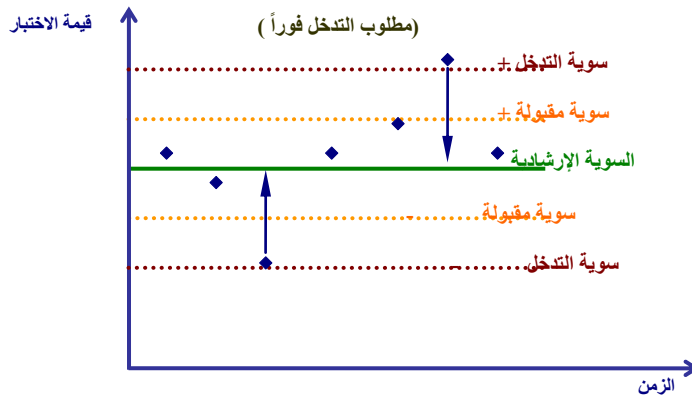 قيمة الاختبار
(مطلوب التدخل فوراً )
سوية التدخل +
سوية مقبولة +
السوية الإرشادية
سوية مقبولة -
سوية التدخل -
الزمن